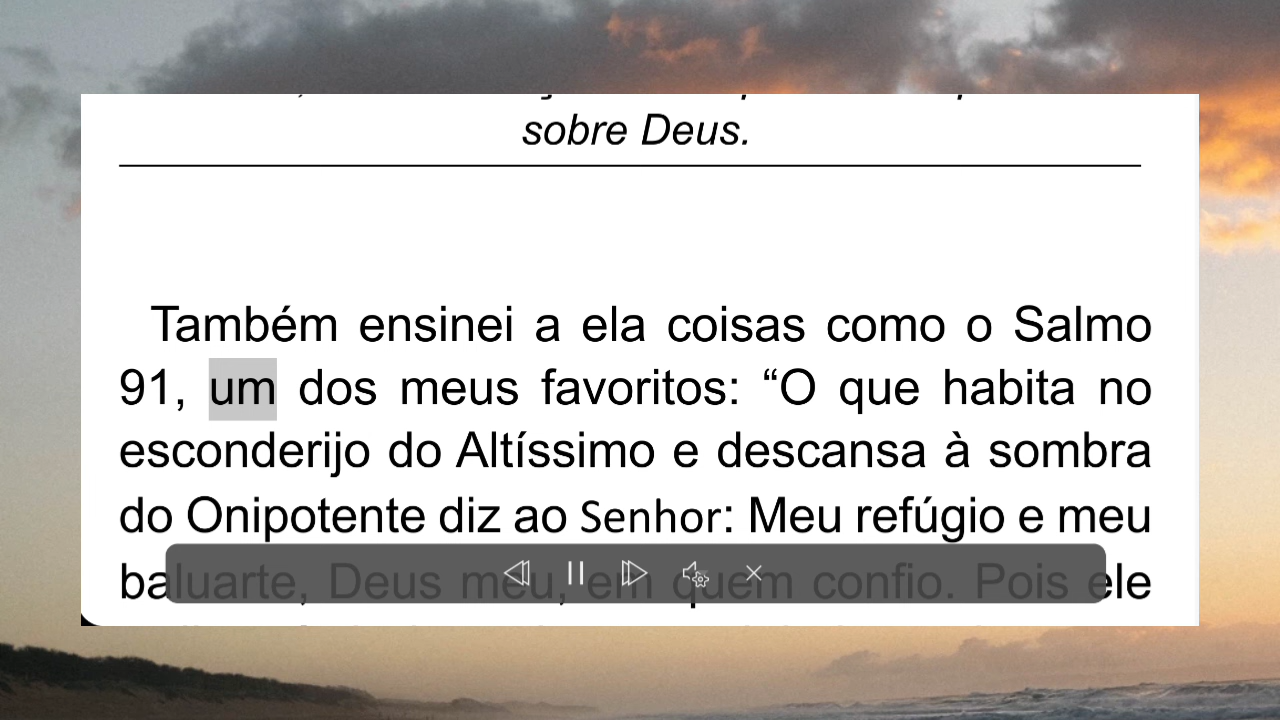 sobre Deus.
Também ensinei a ela coisas como o Salmo
91, um dos meus favoritos: “O que habita no
esconderijo do Altíssimo e descansa à sombra
do Onipotente diz ao Senhor: Meu refúgio e meu
baluarte, Deus meu, em quem confio. Pois ele